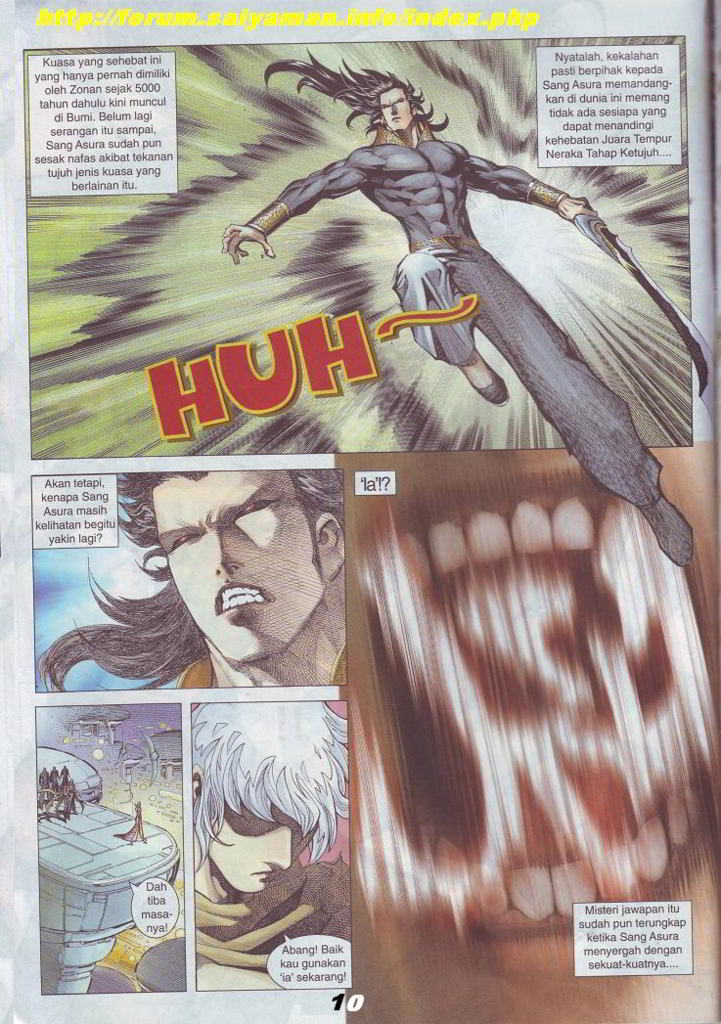 http://forum.saiyaman.info/index.php
Kuasa yang sehebat ini
yang hanya pernah dimiliki
oleh Zonan sejak 5000
tahun dahulu kini muncul
di Bumi. Belum lagi
serangan itu sampai,
Sang Asura sudah pun
sesak nafas akibat tekanan
tujuh jenis kuasa yang
berlainan itu.
Nyatalah, kekalahan
pasti berpihak kepada
Sang Asura memandang-
kan di dunia ini memang
tidak ada sesiapa yang
dapat menandingi
kehebatan Juara Tempur
Neraka Tahap Ketujuh....
HUH~
Akan tetapi,
kenapa Sang
Asura masih
kelihatan begitu
yakin lagi?
'Ia'!?
Dah
tiba
masa-
nya!
Abang! Baik
kau gunakan
'ia' sekarang!
Misteri jawapan itu
sudah pun terungkap
ketika Sang Asura
menyergah dengan
sekuat-kuatnya....
10